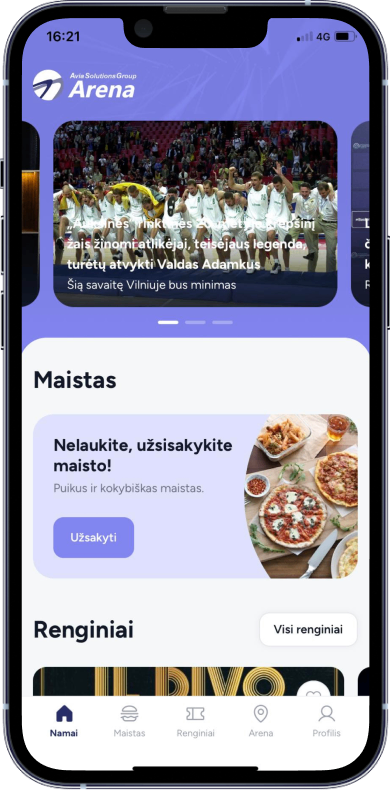 16:21
4G
Avia Solutions Group
Arena
žais žinomi atlikėjai, teisėjaus legenda,
turėtų atvykti Valdas Adamkus
Šią savaitę Vilniuje bus minimas
Maistas
Nelaukite, užsisakykite
maisto!
Puikus ir kokybiškas maistas.
Užsakyti
Renginiai
Visi renginiai
IL DIVO
Namai
Maistas
Renginiai
Arena
Profilis